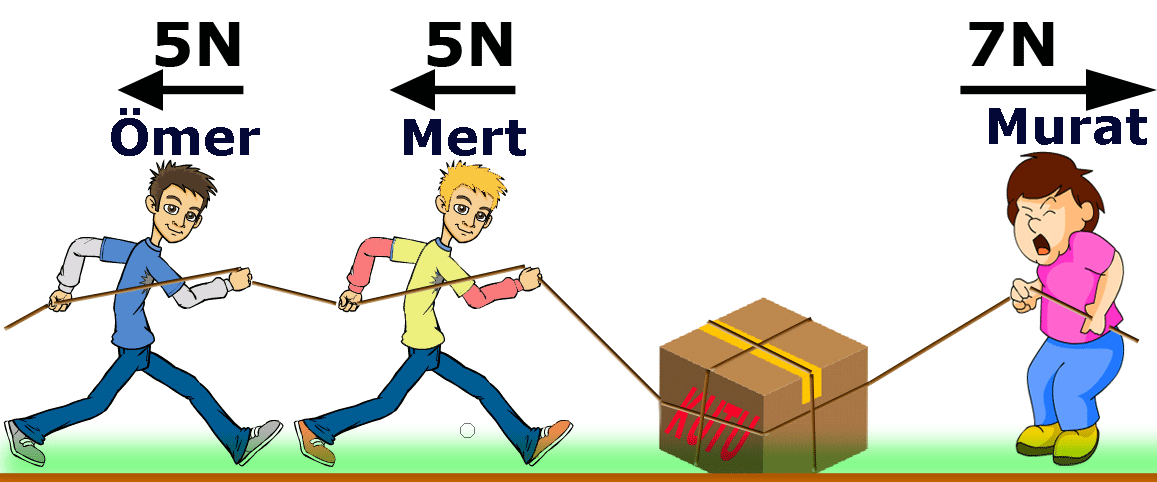 5N 5N 7N
Ömer Mert Murat
KUTU